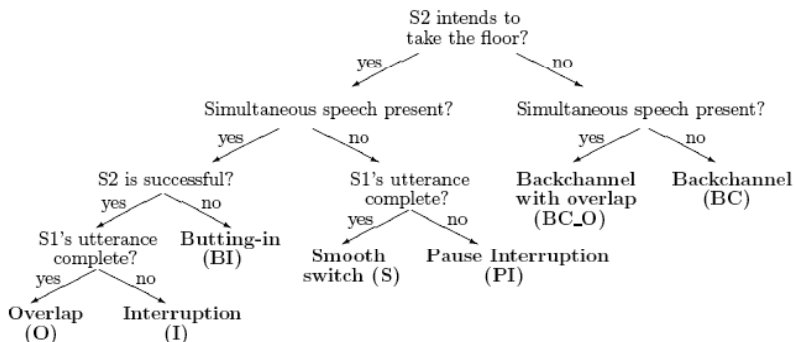 S2 intends to
take the floor?
yes no
Simultaneous speech present? Simultaneous speech present?
yes no yes no
S2 is successful? S1's utterance
complete? Backchannel
with overlap
(BC_O) Backchannel
(BC)
yes no yes no
S1's utterance
complete? Butting-in
(BI) Smooth
switch (S) Pause Interruption
(PI)
yes no
Overlap
(O) Interruption
(I)